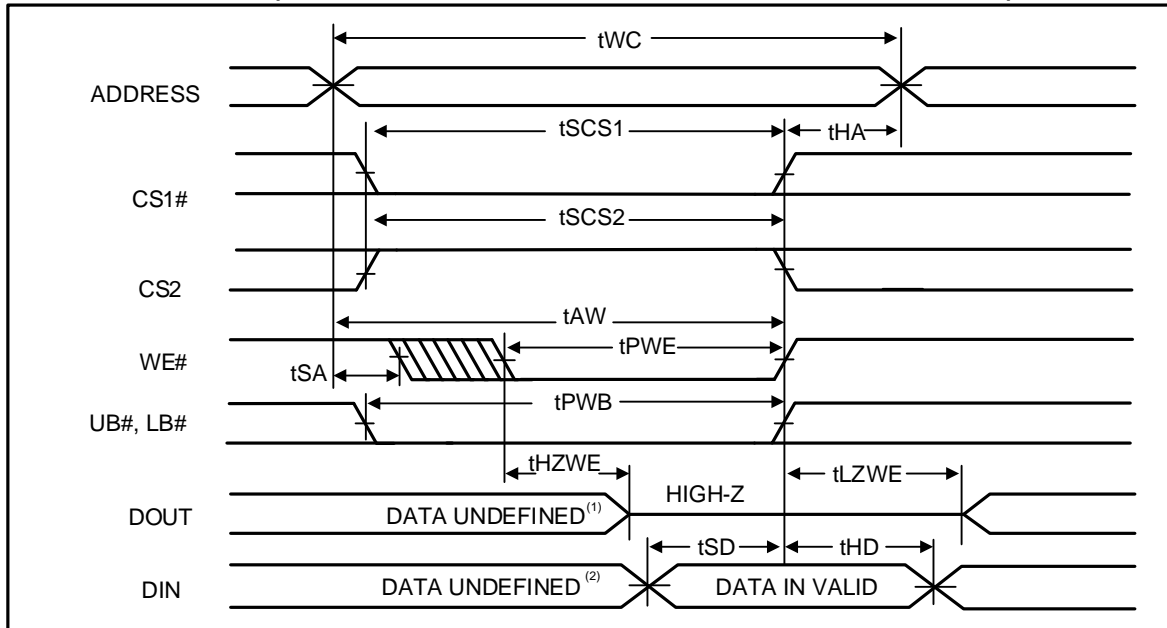 tWC
ADDRESS
tSCS1
tHA
CS1#
tSCS2
CS2
tAW
WE#
tPWE
tSA
tPWB
UB#, LB#
tHZWE
tLZWE
HIGH-Z
DOUT
DATA UNDEFINED(1)
tSD
tHD
DIN
DATA UNDEFINED (2)
DATA IN VALID